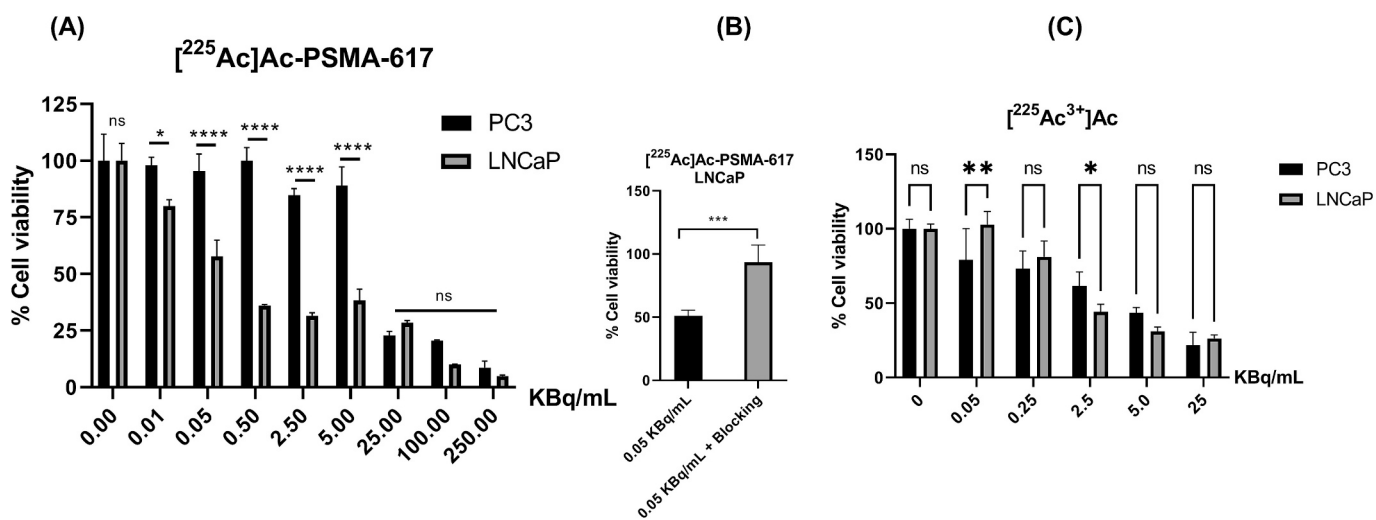 (A)
[²²⁵Ac]Ac-PSMA-617
% Cell viability
125
100
75
50
25
0
ns
*
****
****
****
****
ns
PC3
LNCaP
0.00
0.01
0.05
0.50
2.50
5.00
25.00
100.00
250.00
KBq/mL
(B)
[²²⁵Ac]Ac-PSMA-617
LNCaP
% Cell viability
150
100
50
0
***
0.05 KBq/mL
0.05 KBq/mL + Blocking
(C)
[²²⁵Ac³⁺]Ac
% Cell viability
150
100
50
0
ns
**
ns
*
ns
ns
PC3
LNCaP
0
0.05
0.25
2.5
5.0
25
KBq/mL